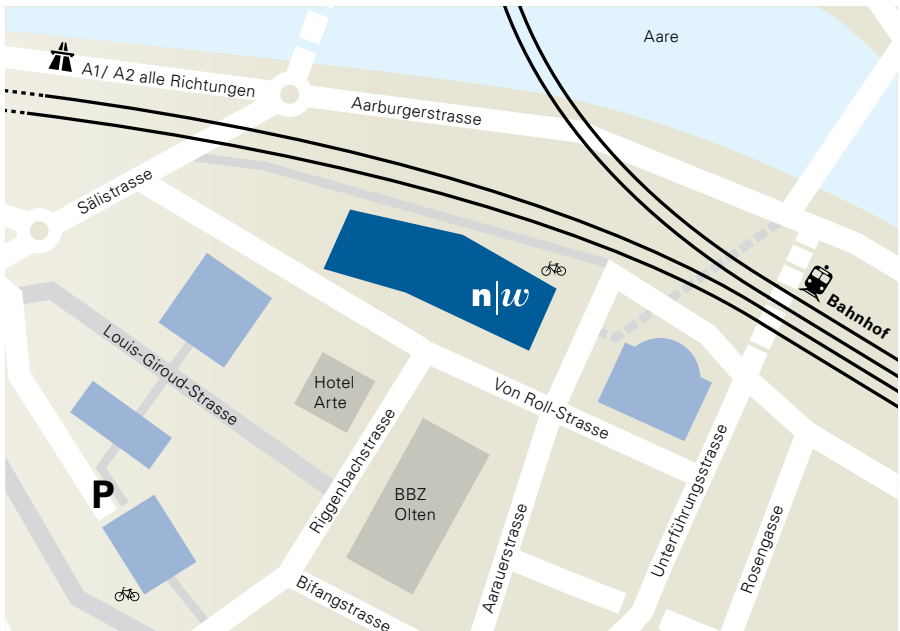 Aare
A1/ A2 alle Richtungen
Aarburgerstrasse
Sälistrasse
n|w
Bahnhof
Louis-Giroud-Strasse
Hotel
Arte
Von Roll-Strasse
Riggenbachstrasse
BBZ
Olten
P
Unterführungsstrasse
Aarauerstrasse
Rosengasse
Bifangstrasse